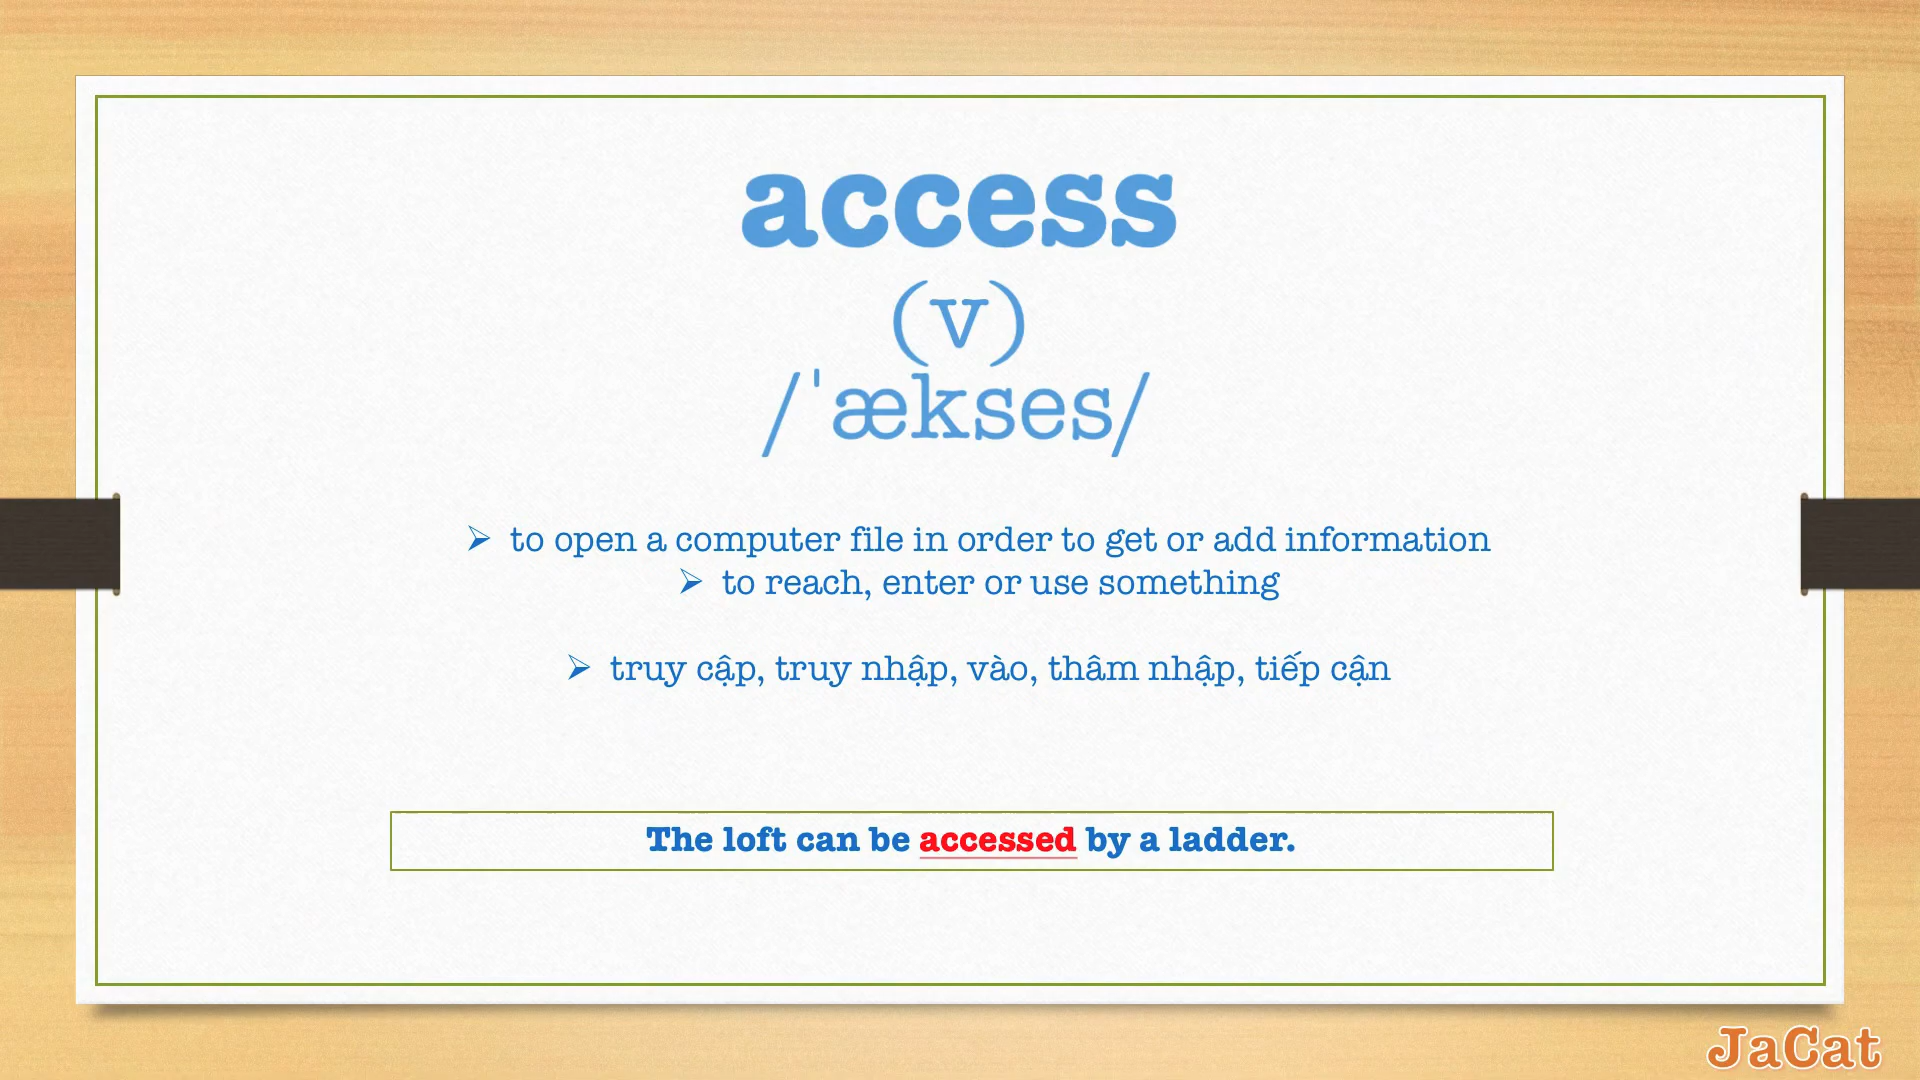 access
(v)
/ˈækses/
➢ to open a computer file in order to get or add information
➢ to reach, enter or use something
➢ truy cập, truy nhập, vào, thâm nhập, tiếp cận
The loft can be accessed by a ladder.
JaCat